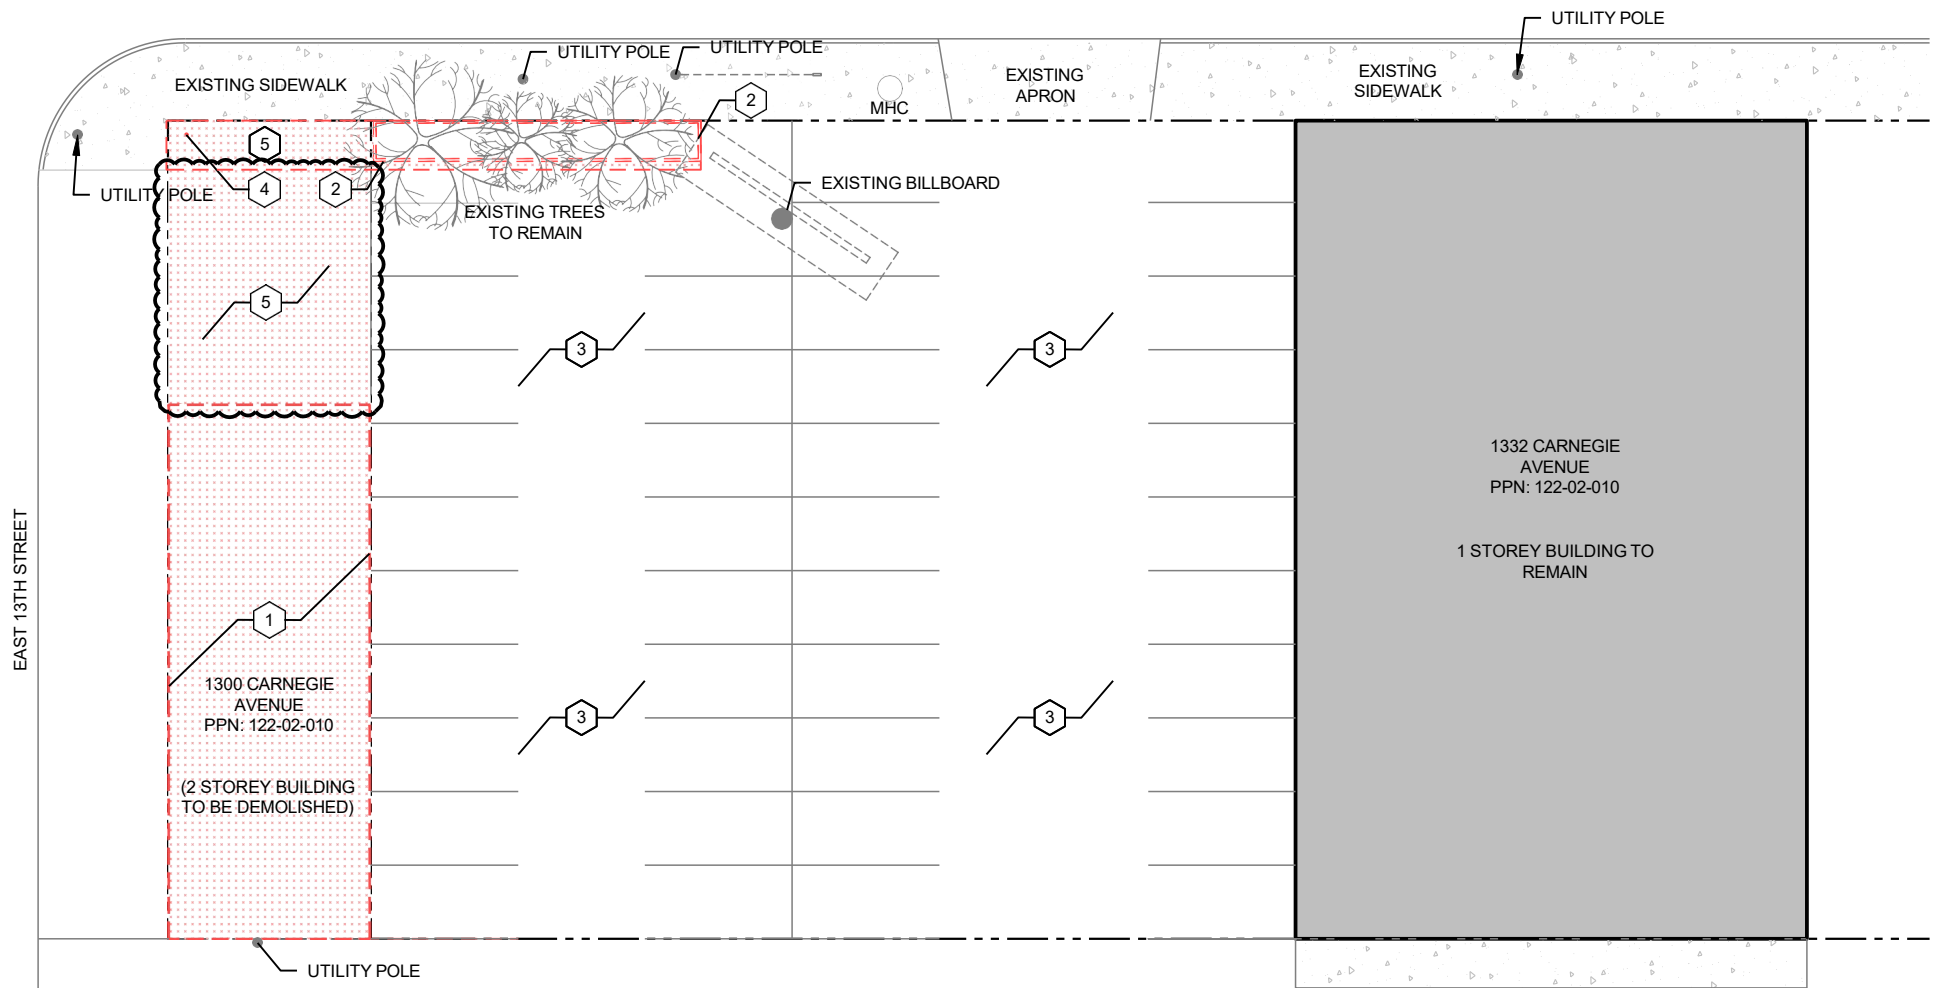 UTILITY POLE
UTILITY POLE
UTILITY POLE
EXISTING SIDEWALK
EXISTING
APRON
EXISTING
SIDEWALK
MHC
2
5
4
2
UTILITY POLE
EXISTING BILLBOARD
EXISTING TREES
TO REMAIN
5
3
3
1332 CARNEGIE
AVENUE
PPN: 122-02-010
1 STOREY BUILDING TO
REMAIN
EAST 13TH STREET
1
1300 CARNEGIE
AVENUE
PPN: 122-02-010
3
3
(2 STOREY BUILDING
TO BE DEMOLISHED)
UTILITY POLE